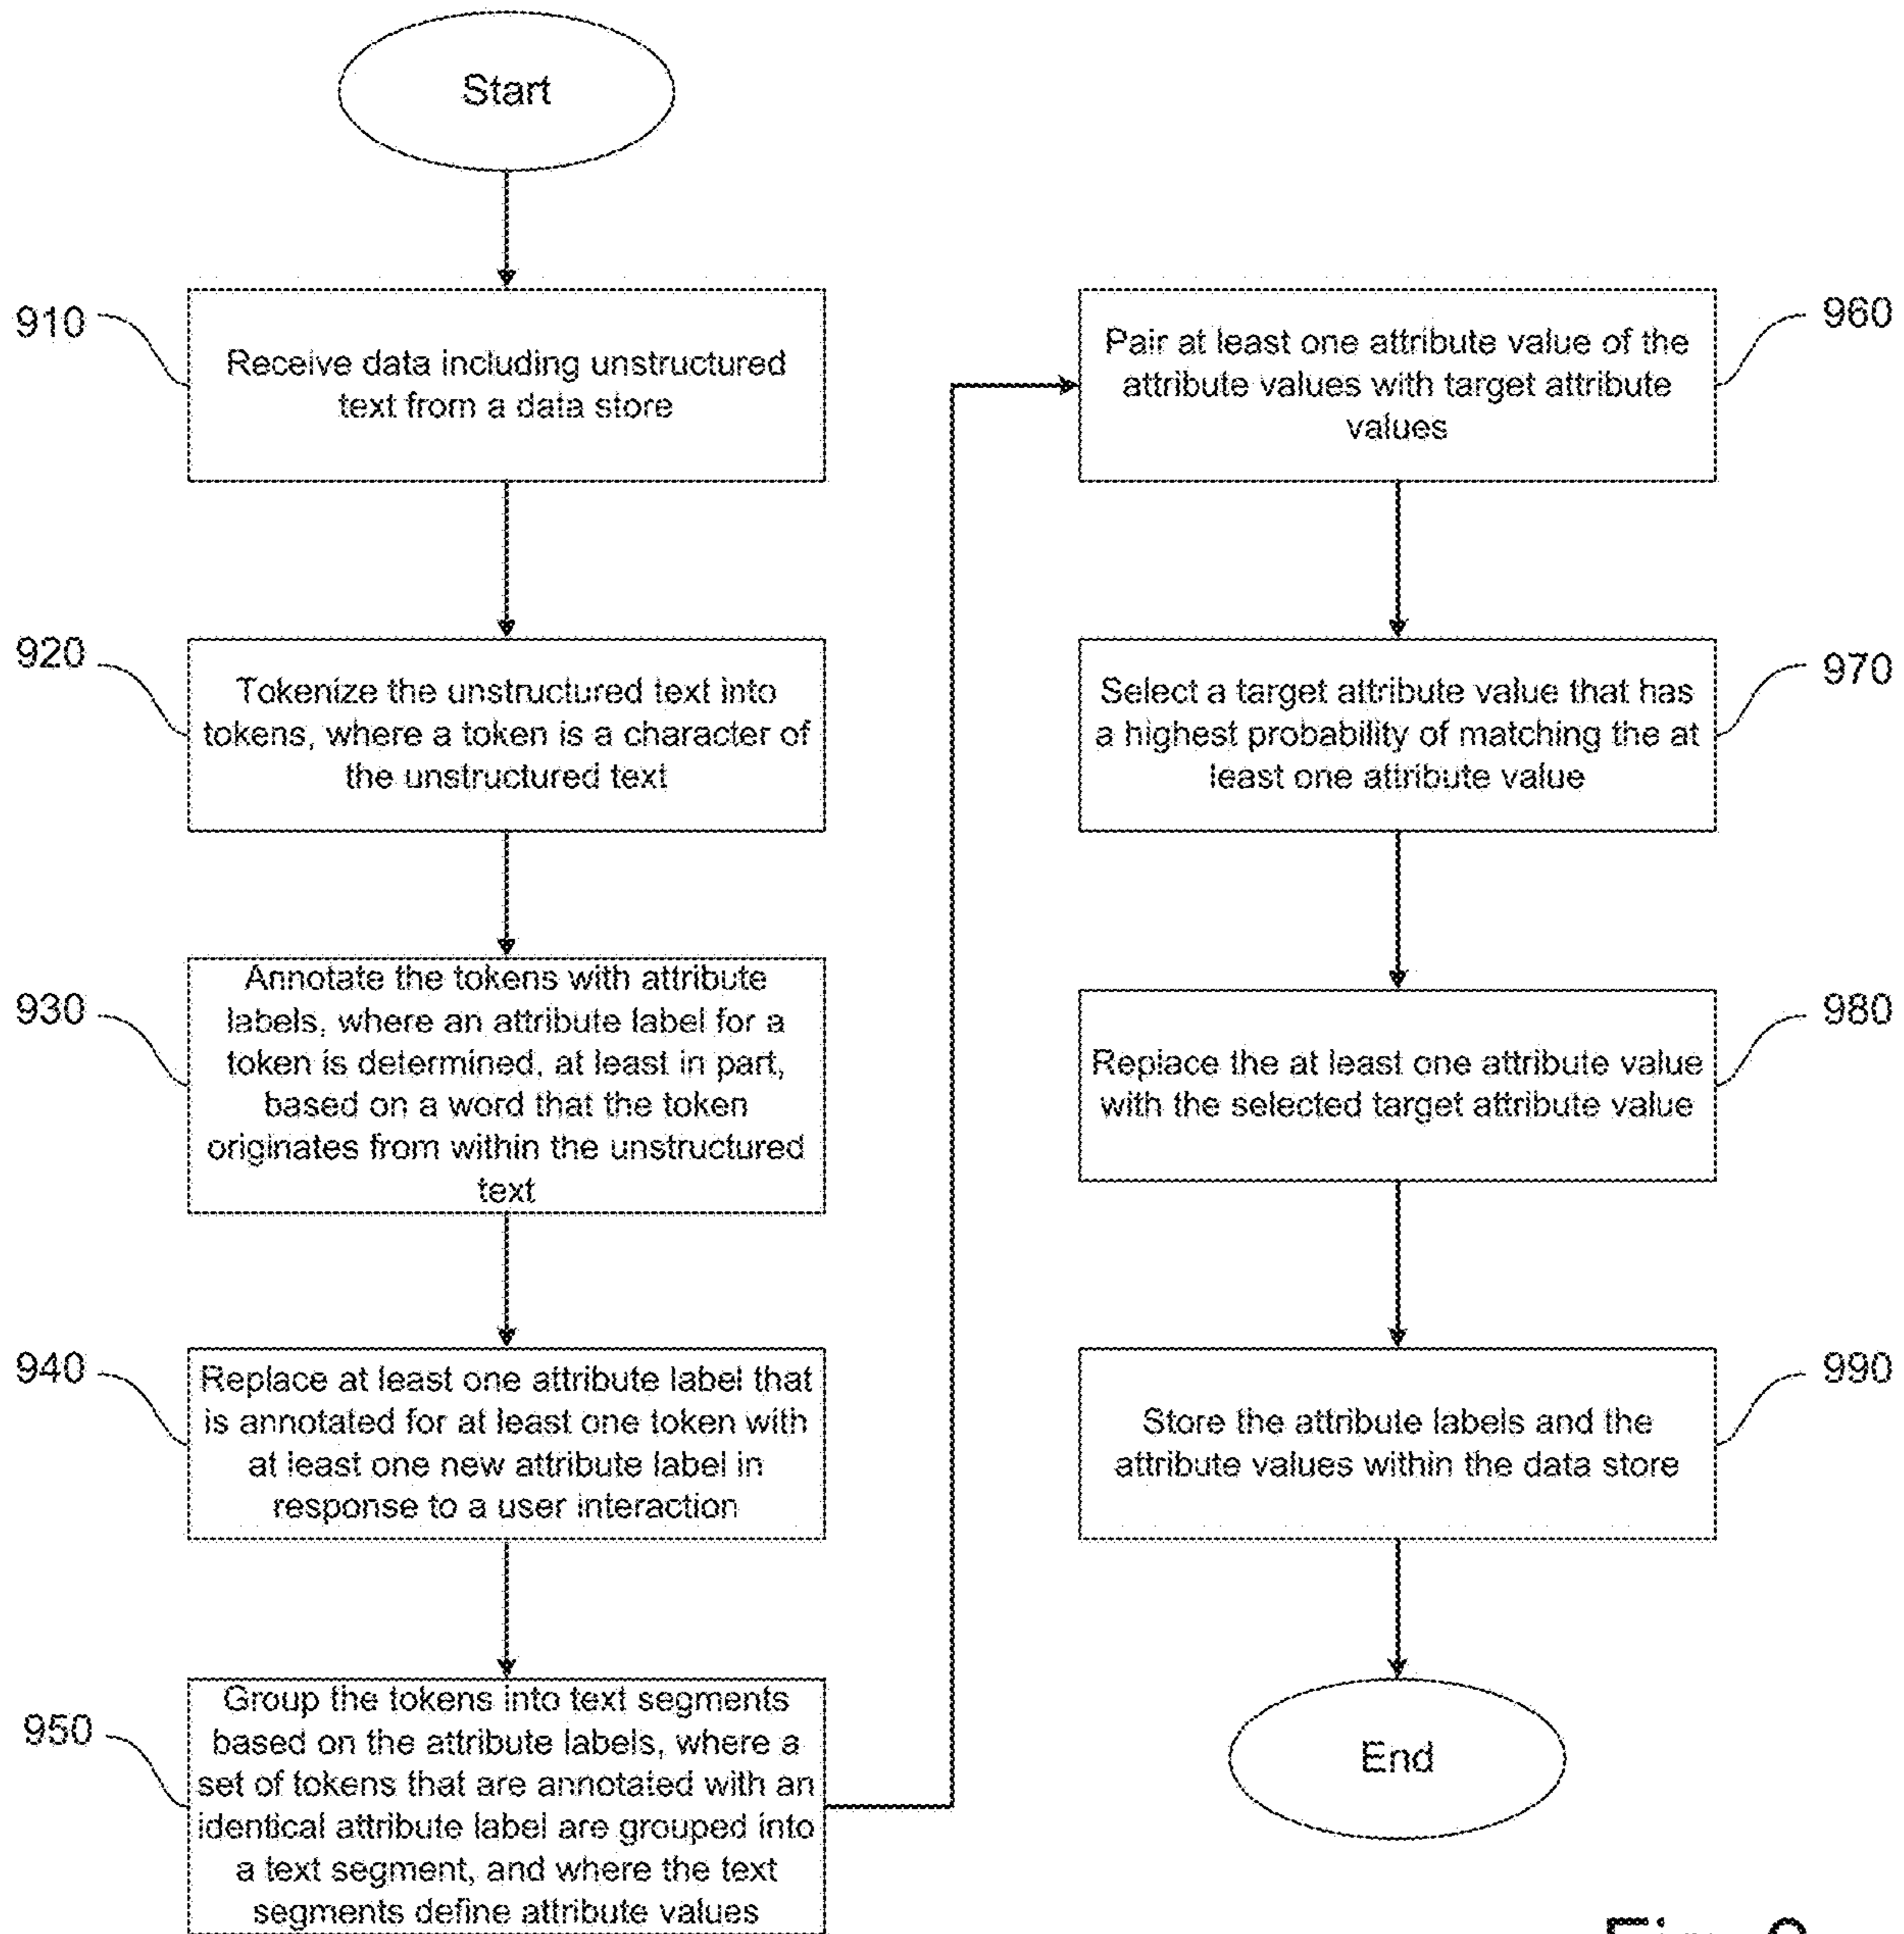 Start
910
Receive data including unstructured
text from a data store
920
Tokenize the unstructured text into
tokens, where a token is a character of
the unstructured text
930
Annotate the tokens with attribute
labels, where an attribute label for a
token is determined, at least in part,
based on a word that the token
originates from within the unstructured
text
940
Replace at least one attribute label that
is annotated for at least one token with
at least one new attribute label in
response to a user interaction
950
Group the tokens into text segments
based on the attribute labels, where a
set of tokens that are annotated with an
identical attribute label are grouped into
a text segment, and where the text
segments define attribute values
960
Pair at least one attribute value of the
attribute values with target attribute
values
970
Select a target attribute value that has
a highest probability of matching the at
least one attribute value
980
Replace the at least one attribute value
with the selected target attribute value
990
Store the attribute labels and the
attribute values within the data store
End